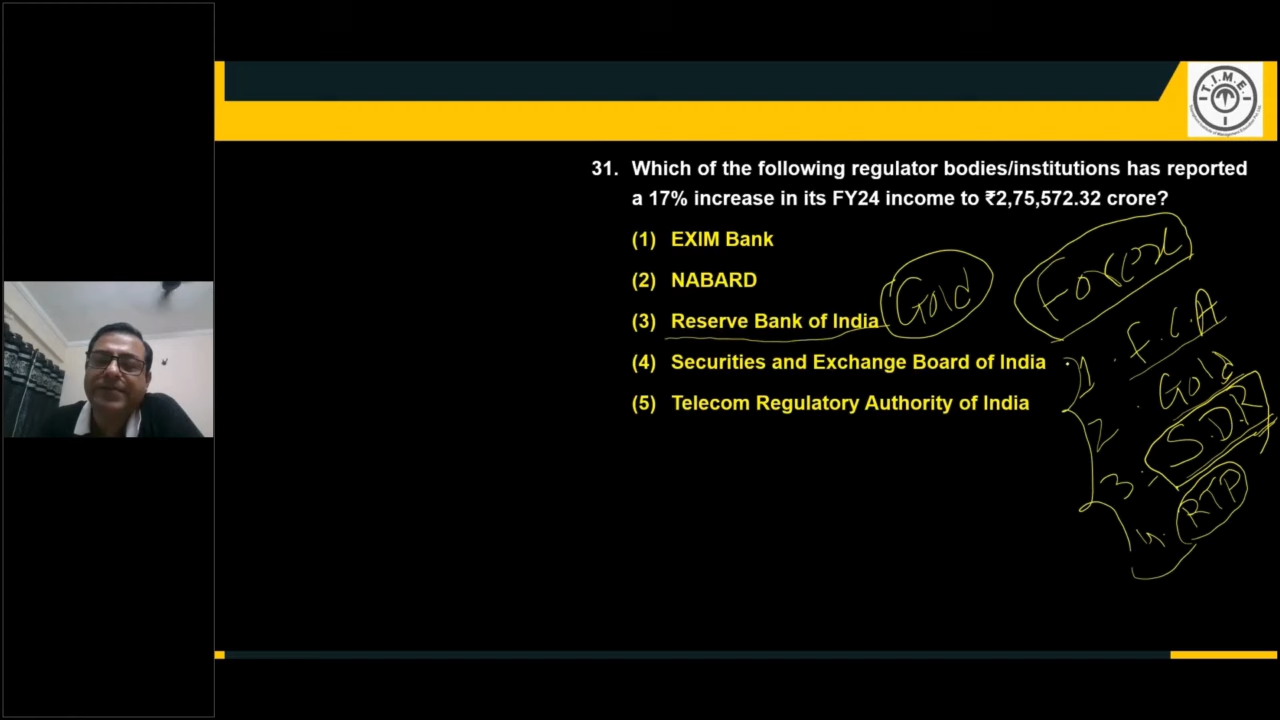 T.I.M.E.
31. Which of the following regulator bodies/institutions has reported
a 17% increase in its FY24 income to ₹2,75,572.32 crore?
(1) EXIM Bank
(2) NABARD
(3) Reserve Bank of India
(4) Securities and Exchange Board of India
(5) Telecom Regulatory Authority of India
Gold
Forex
1. F.C.A
2. Gold
3. S.D.R
4. RTP